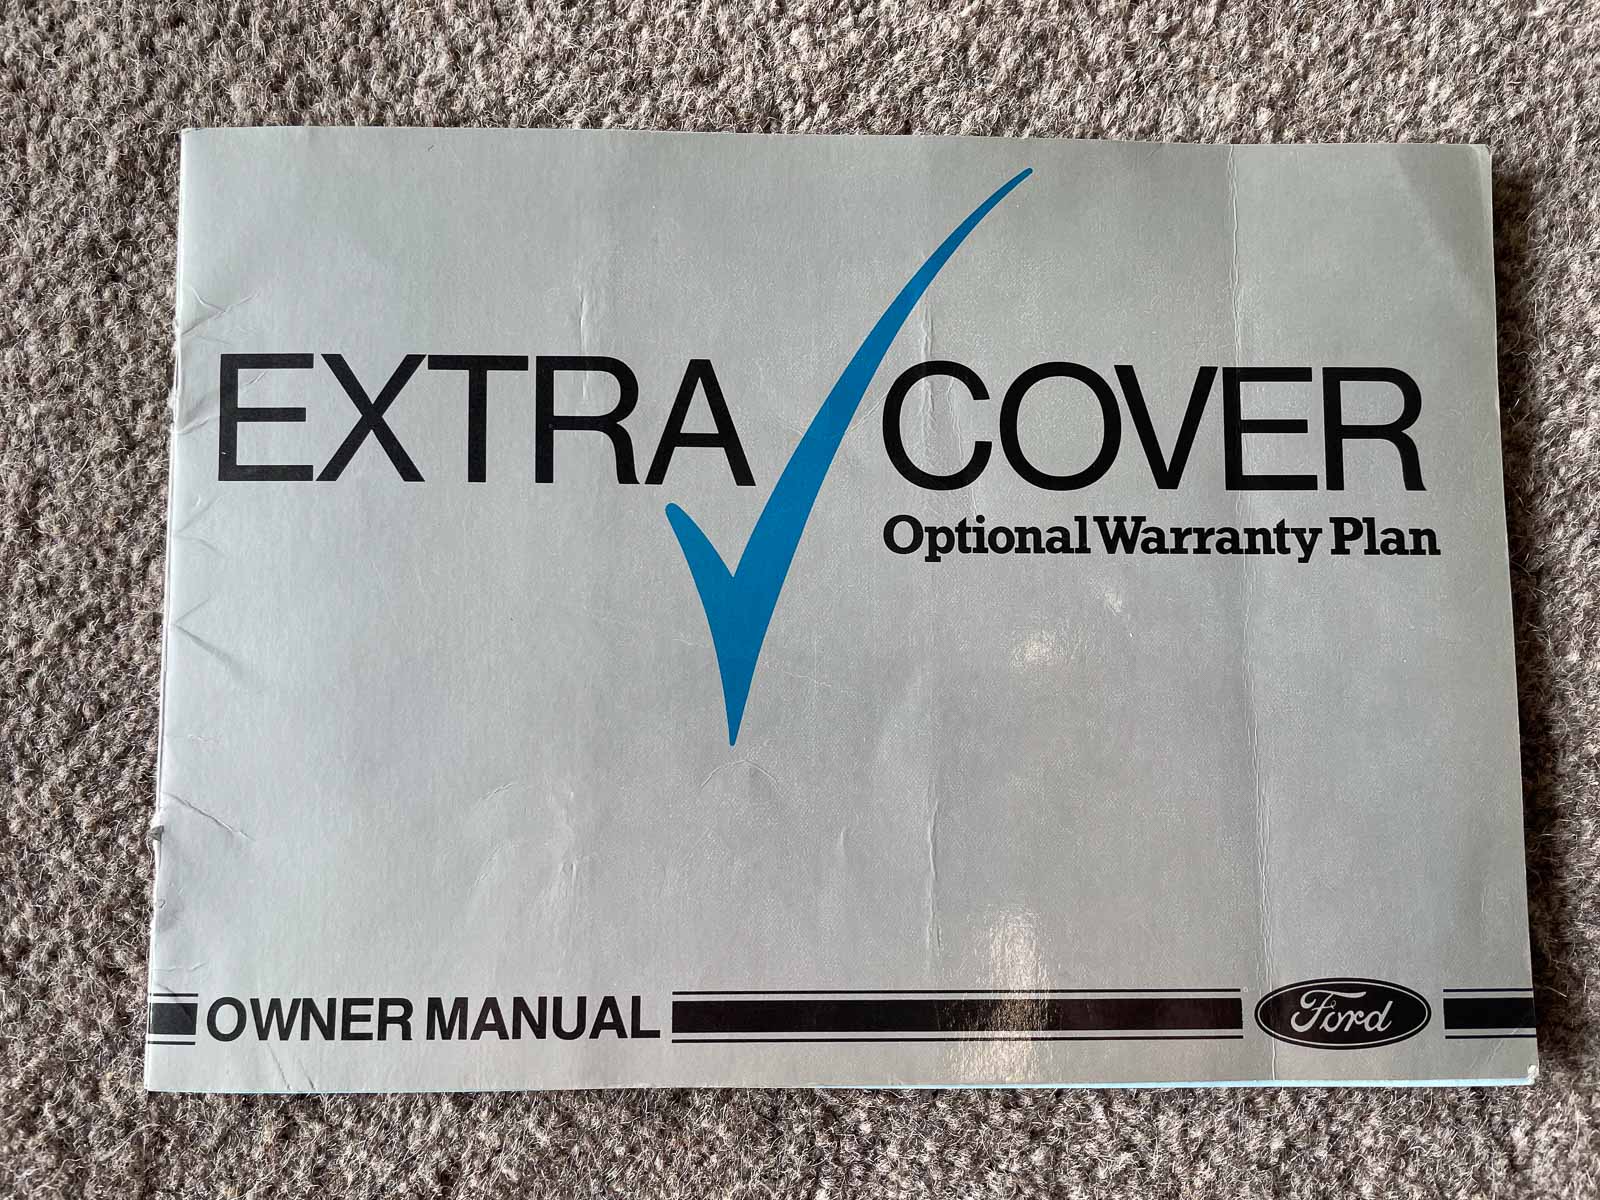 EXTRA COVER
Optional Warranty Plan
OWNER MANUAL
Ford